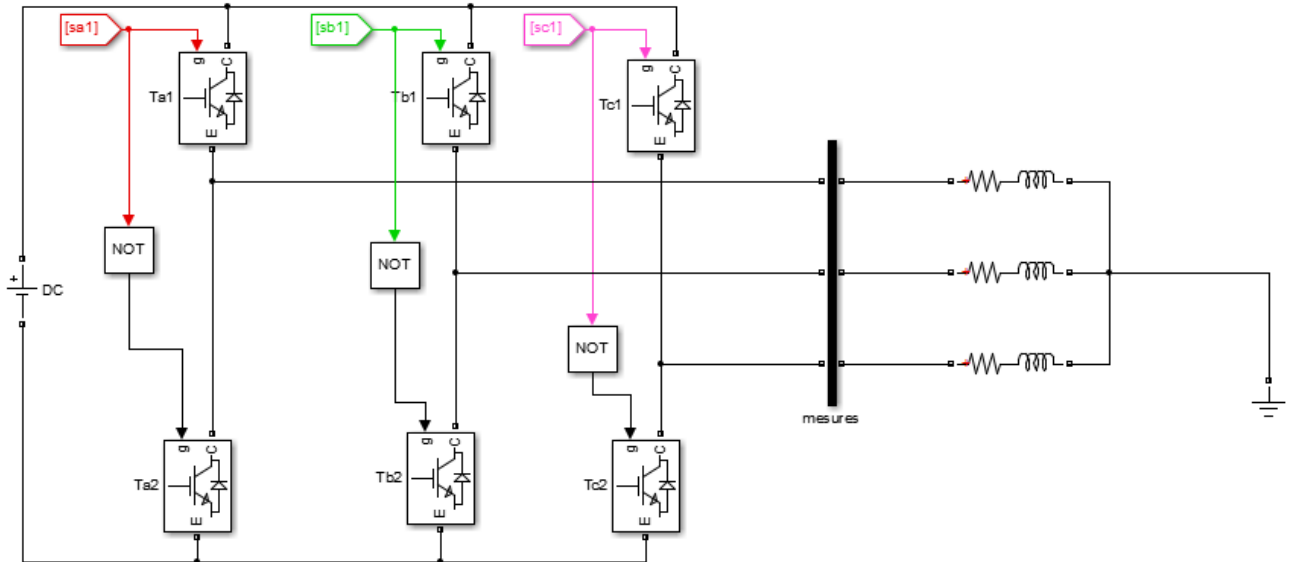 [sa1]
[sb1]
[sc1]
g
C
Ta1
E
g
C
Tb1
E
g
C
Tc1
E
NOT
NOT
NOT
+
DC
mesures
g
C
Ta2
E
g
C
Tb2
E
g
C
Tc2
E